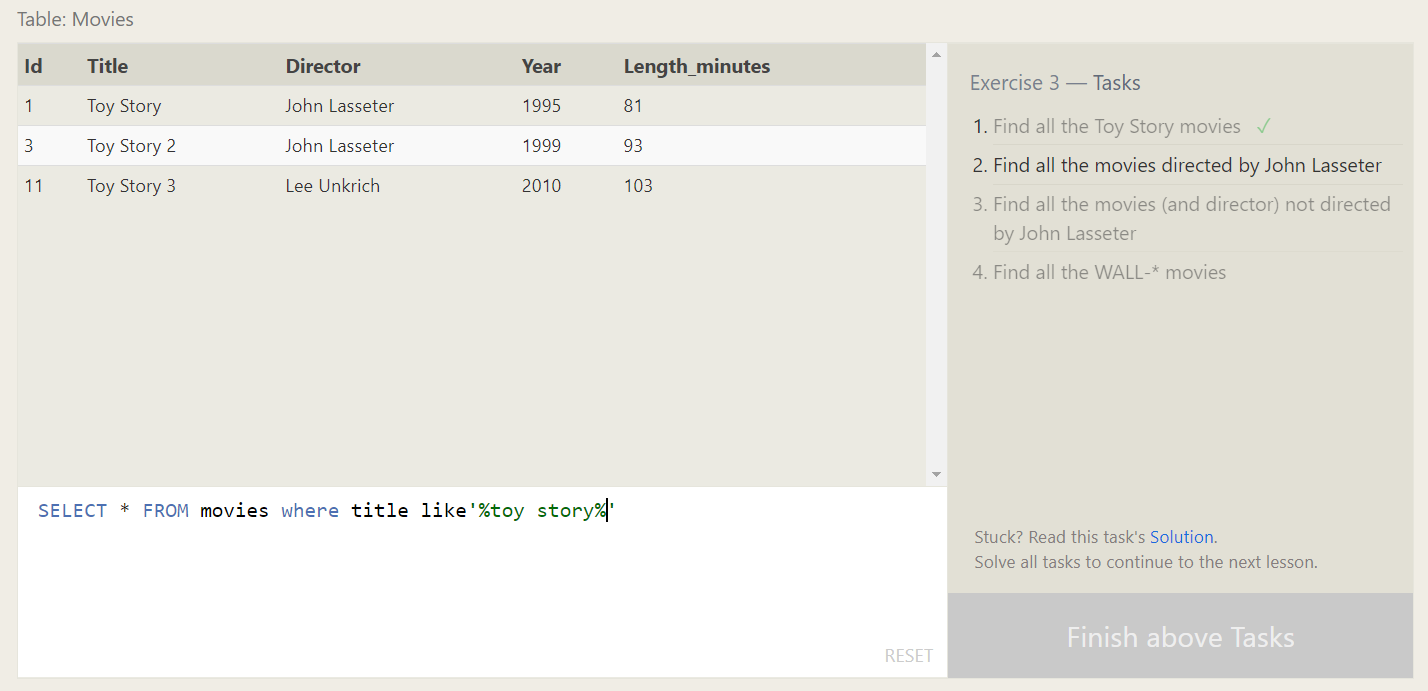 Table: Movies
Id Title Director Year Length_minutes
1 Toy Story John Lasseter 1995 81
3 Toy Story 2 John Lasseter 1999 93
11 Toy Story 3 Lee Unkrich 2010 103
SELECT * FROM movies where title like'%toy story%'
RESET
Exercise 3 — Tasks
1. Find all the Toy Story movies ✓
2. Find all the movies directed by John Lasseter
3. Find all the movies (and director) not directed
by John Lasseter
4. Find all the WALL-* movies
Stuck? Read this task's Solution.
Solve all tasks to continue to the next lesson.
Finish above Tasks